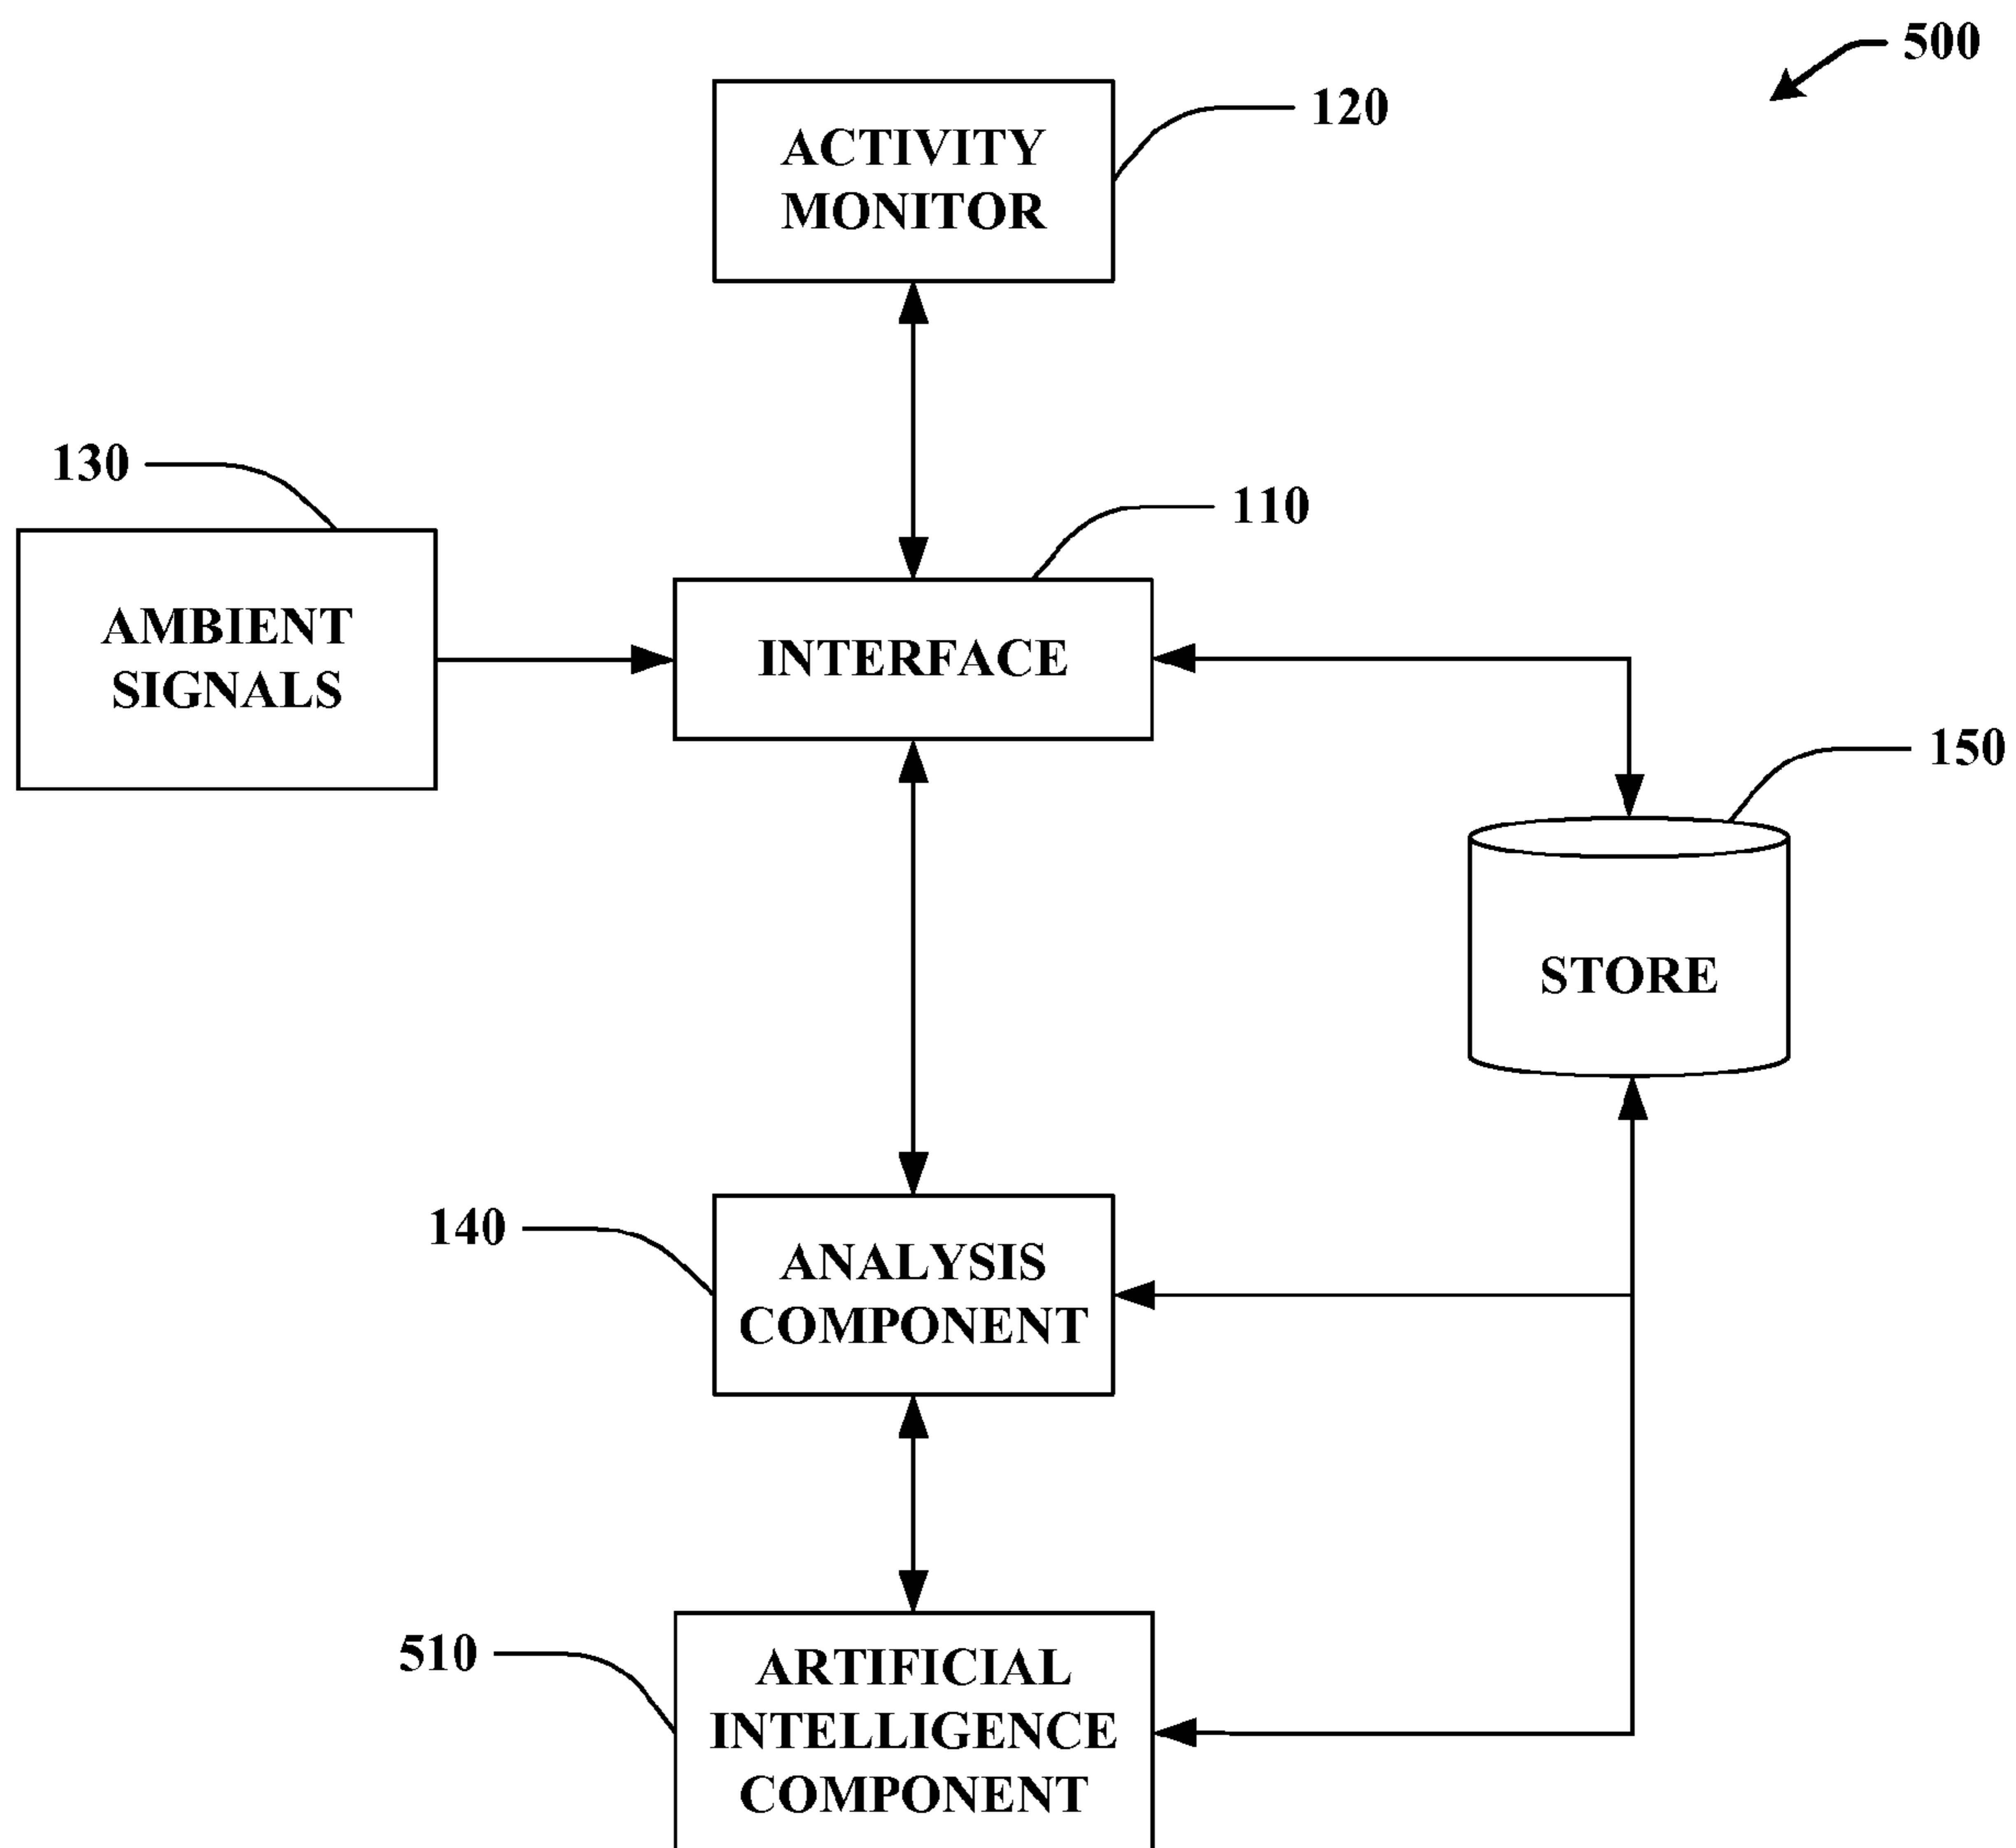 500
ACTIVITY
MONITOR
120
130
110
AMBIENT
SIGNALS
INTERFACE
150
STORE
140
ANALYSIS
COMPONENT
510
ARTIFICIAL
INTELLIGENCE
COMPONENT